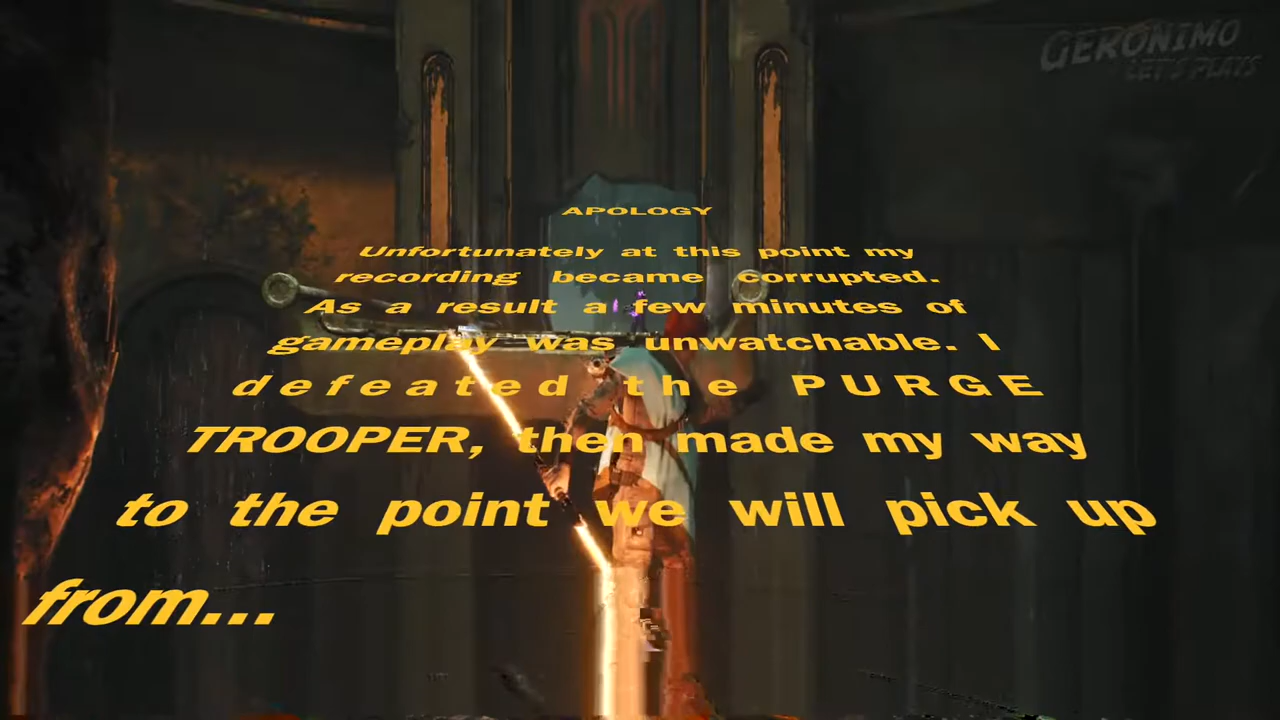 GERONIMO
LET'S PLAYS
APOLOGY
Unfortunately at this point my
recording became corrupted.
As a result a few minutes of
gameplay was unwatchable. I
defeated the PURGE
TROOPER, then made my way
to the point we will pick up
from...